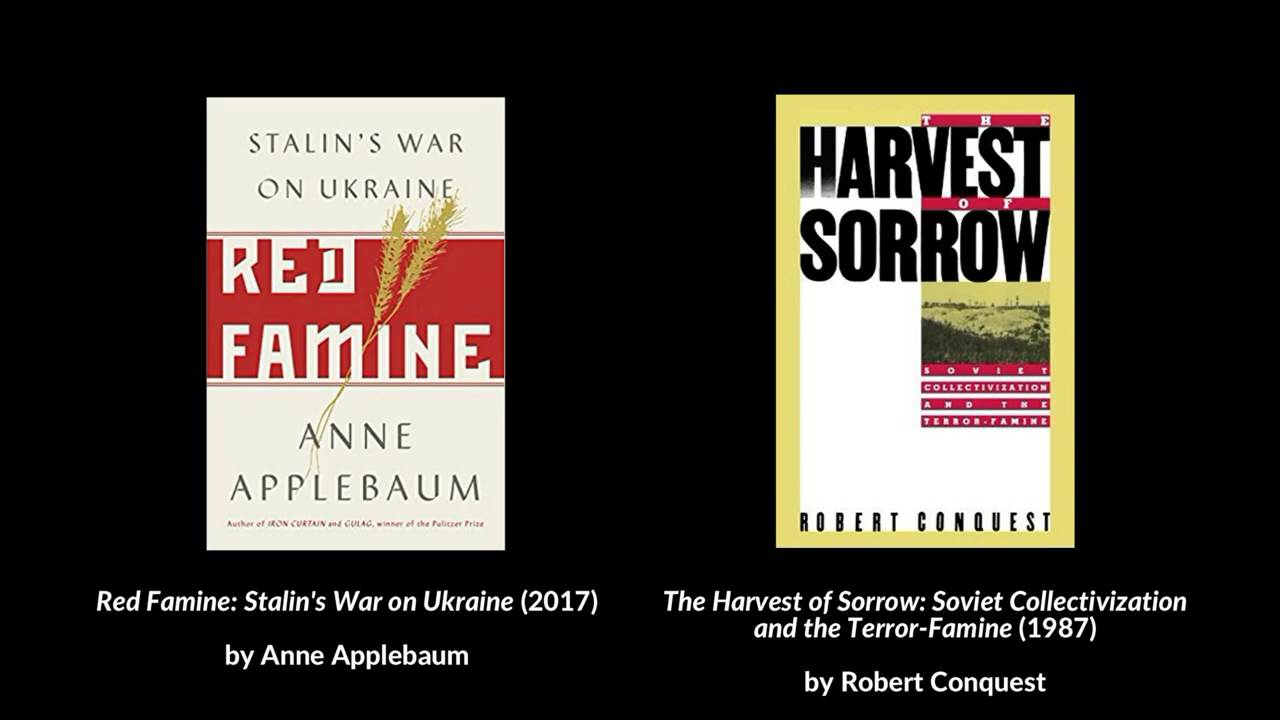 STALIN'S WAR
ON UKRAINE
RED
FAMINE
ANNE
APPLEBAUM
Author of IRON CURTAIN and GULAG, winner of the Pulitzer Prize
Red Famine: Stalin's War on Ukraine (2017)
by Anne Applebaum
THE
HARVEST
OF
SORROW
SOVIET
COLLECTIVIZATION
AND THE
TERROR-FAMINE
ROBERT CONQUEST
The Harvest of Sorrow: Soviet Collectivization
and the Terror-Famine (1987)
by Robert Conquest